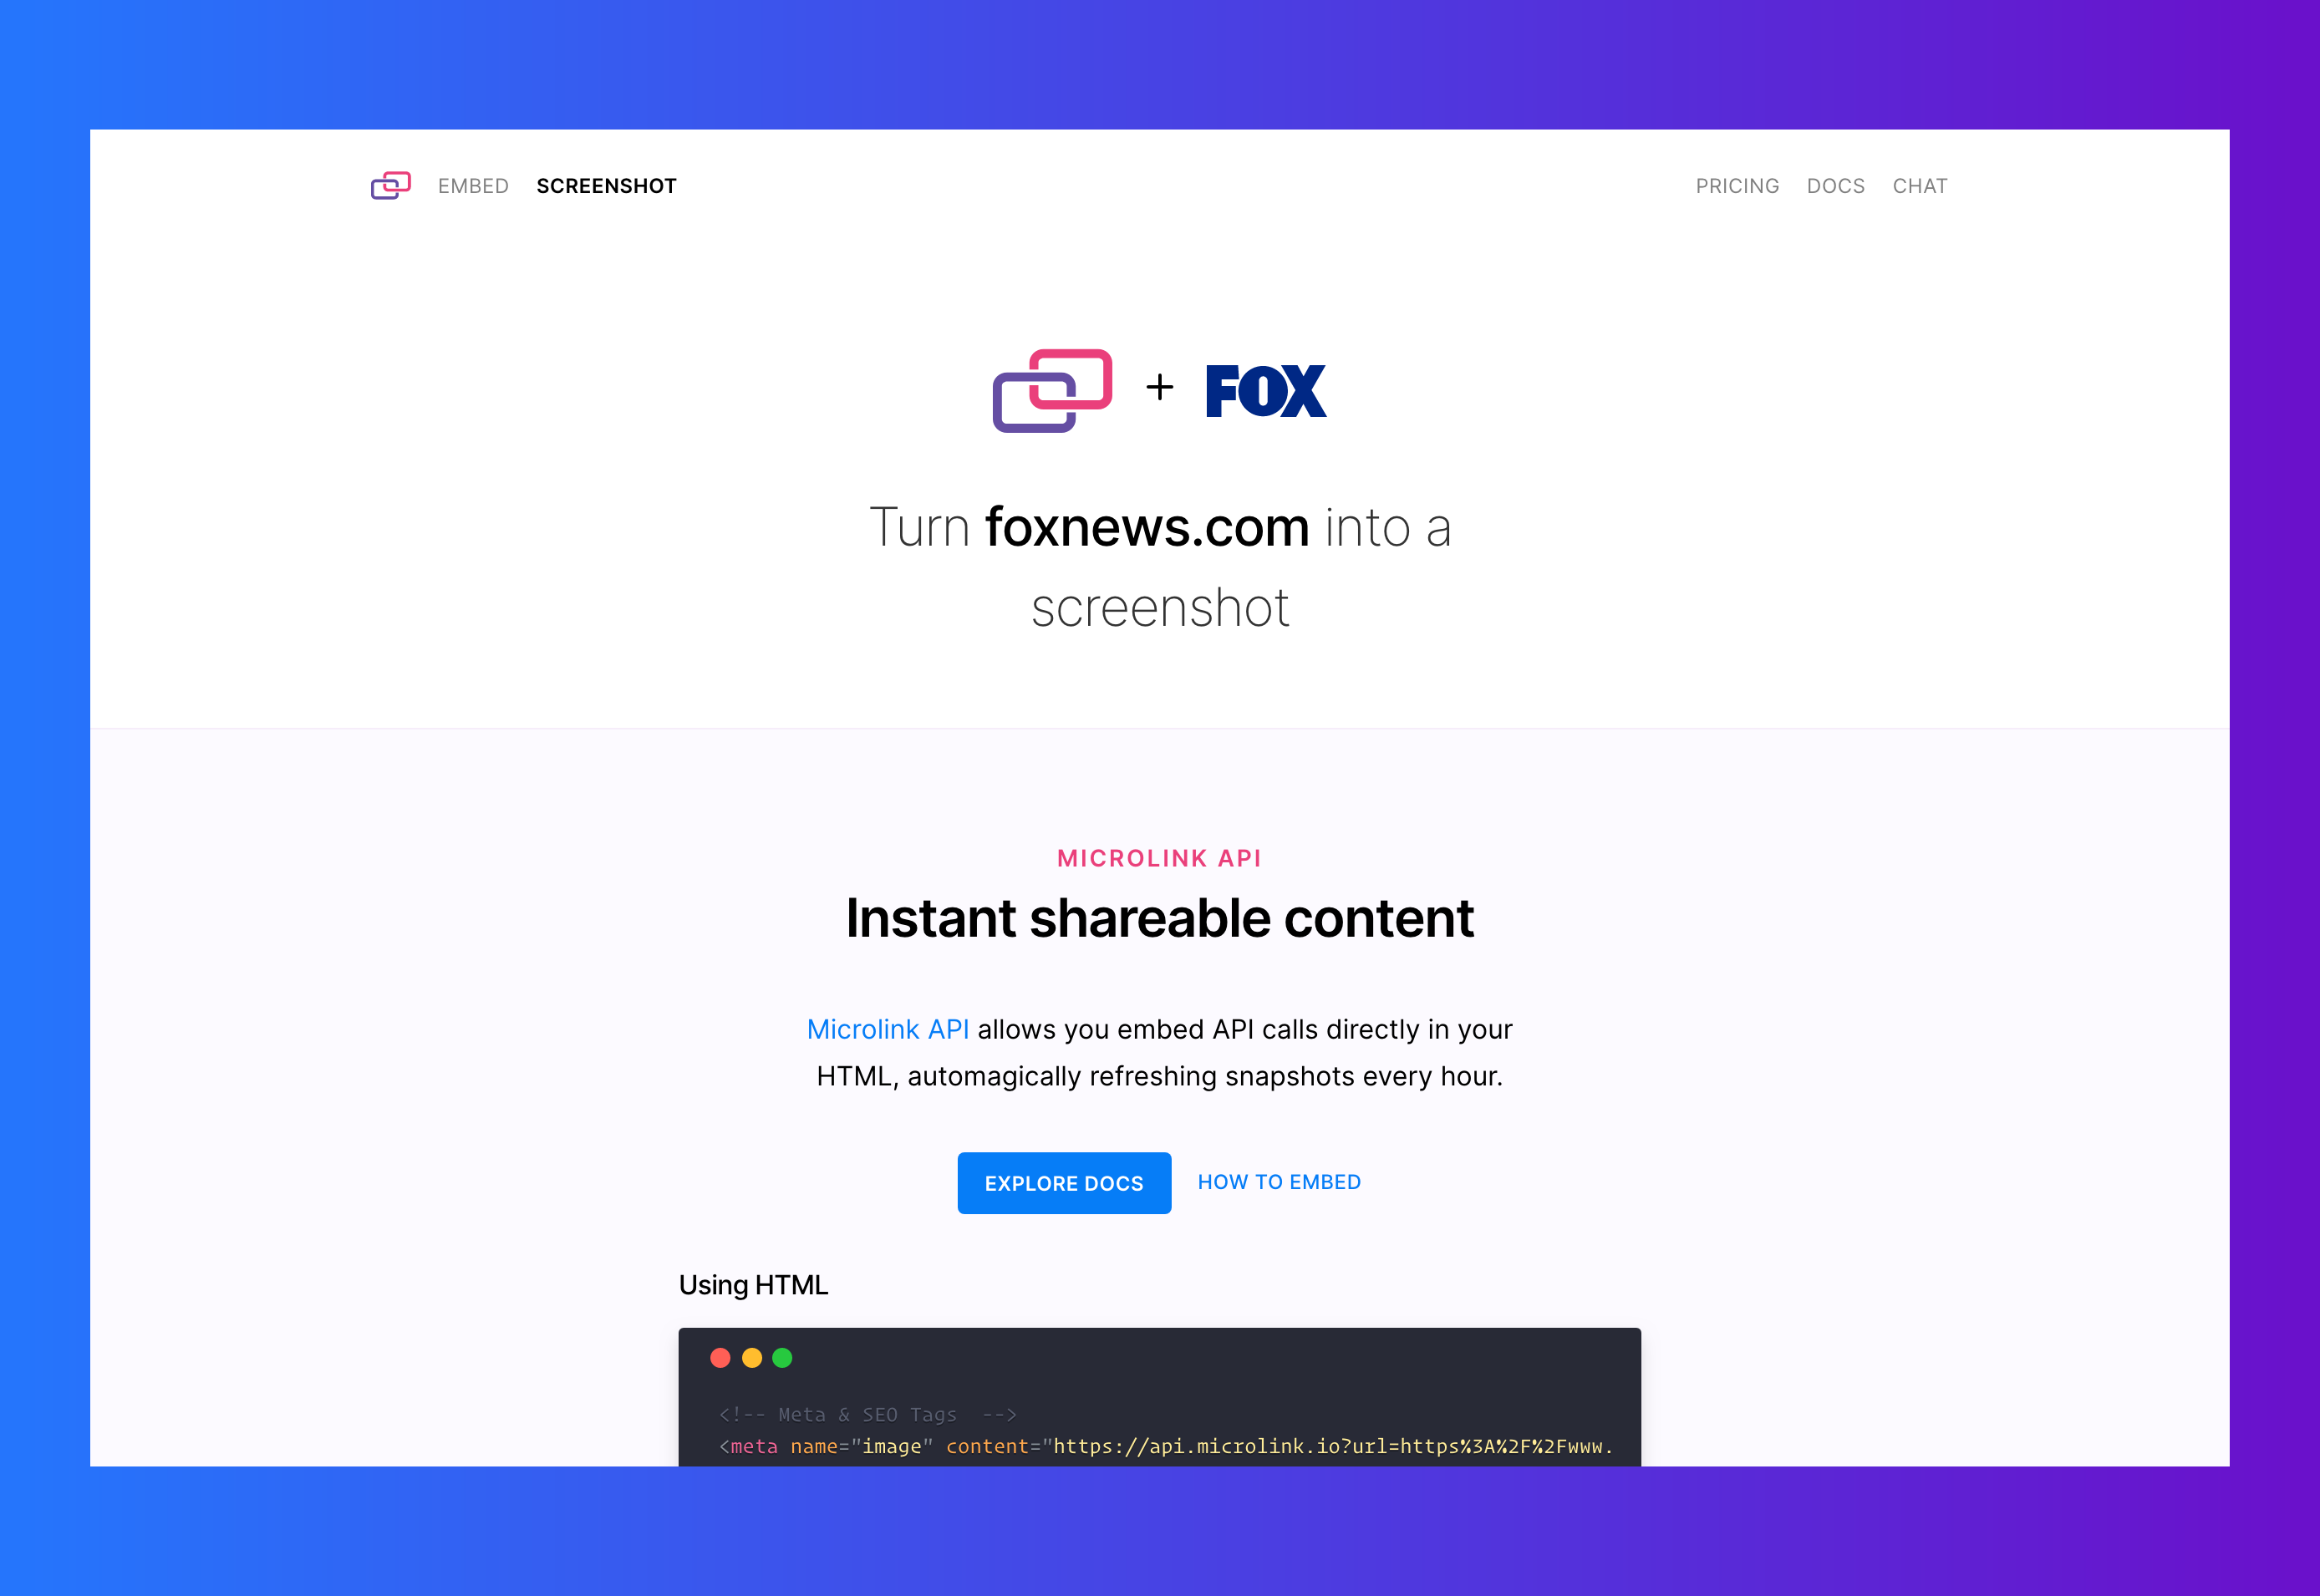 EMBED SCREENSHOT PRICING DOCS CHAT
+ FOX
Turn foxnews.com into a
screenshot
MICROLINK API
Instant shareable content
Microlink API allows you embed API calls directly in your
HTML, automagically refreshing snapshots every hour.
EXPLORE DOCS HOW TO EMBED
Using HTML
<!-- Meta & SEO Tags  -->
<meta name="image" content="https://api.microlink.io?url=https%3A%2F%2Fwww.